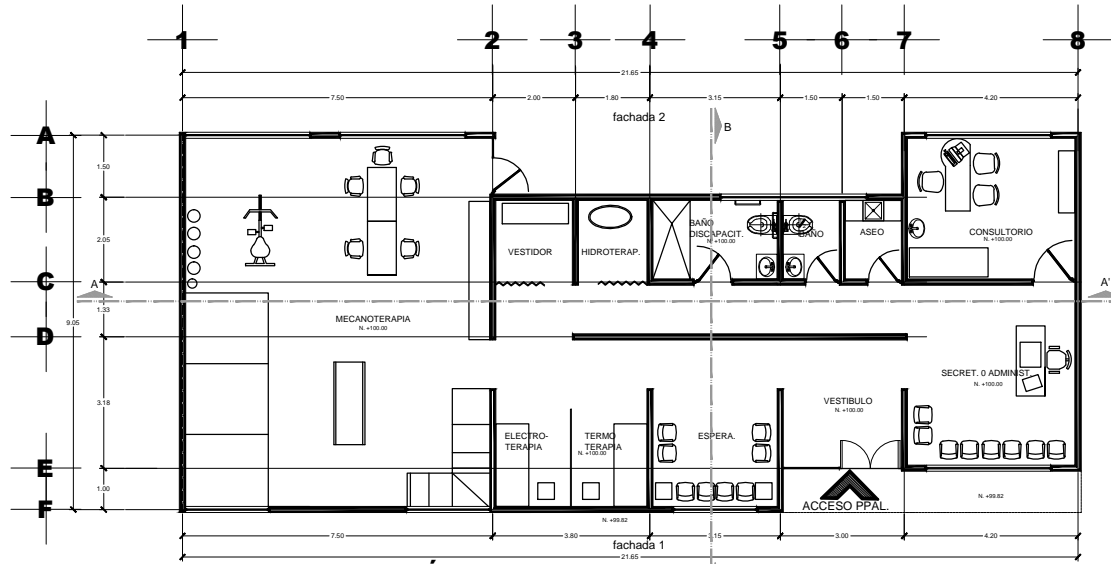 1 2 3 4 5 6 7 8
21.65
7.50 2.00 1.80 3.15 1.50 1.50 4.20
fachada 2
B
A
B
C
D
E
F
1.50
2.05
1.33
3.18
1.00
9.05
A
A'
VESTIDOR
HIDROTERAP.
BAÑO
DISCAPACIT.
N. +100.00
BAÑO
ASEO
CONSULTORIO
N. +100.00
MECANOTERAPIA
N. +100.00
SECRET. 0 ADMINIST.
N. +100.00
VESTIBULO
N. +100.00
ELECTRO-
TERAPIA
TERMO
TERAPIA
N. +100.00
ESPERA.
ACCESO PPAL.
N. +99.82
N. +99.82
7.50 3.80 3.15 3.00 4.20
fachada 1
21.65